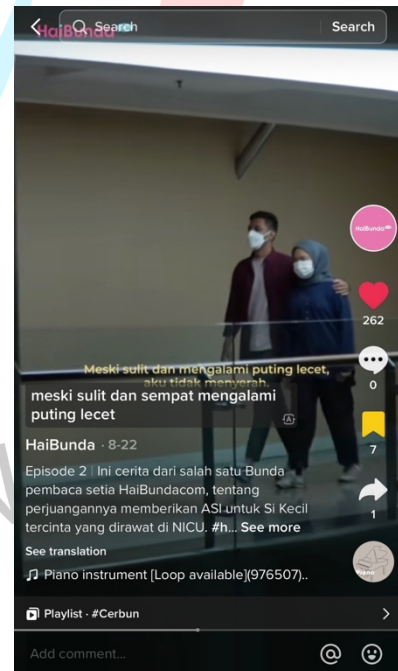 HaiBunda
Search
Search
HaiBunda
262
Meski sulit dan mengalami puting lecet,
aku tidak menyerah.
0
meski sulit dan sempat mengalami
puting lecet
HaiBunda · 8-22
7
Episode 2 | Ini cerita dari salah satu Bunda
pembaca setia HaiBundacom, tentang
perjuangannya memberikan ASI untuk Si Kecil
tercinta yang dirawat di NICU. #h... See more
1
See translation
Piano instrument [Loop available](976507)..
Piano
Playlist - #Cerbun
Add comment...